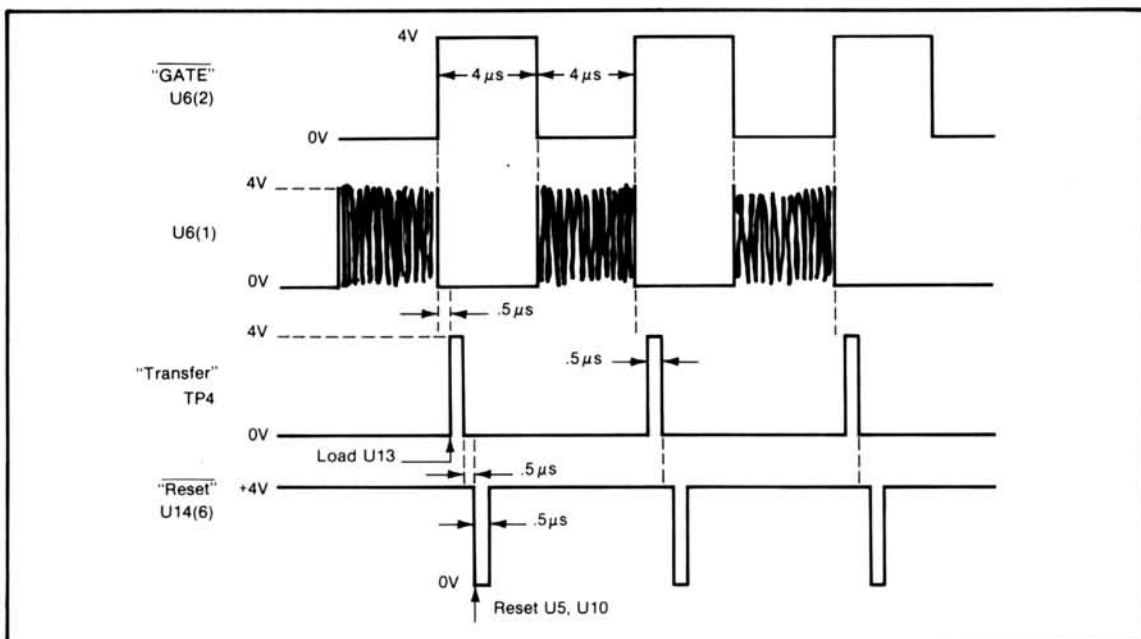 4V
"GATE"
U6(2)
4 μs
4 μs
0V
4V
U6(1)
0V
.5 μs
4V
"Transfer"
TP4
.5 μs
0V
Load U13
.5 μs
"Reset"
U14(6)
+4V
.5 μs
0V
Reset U5, U10